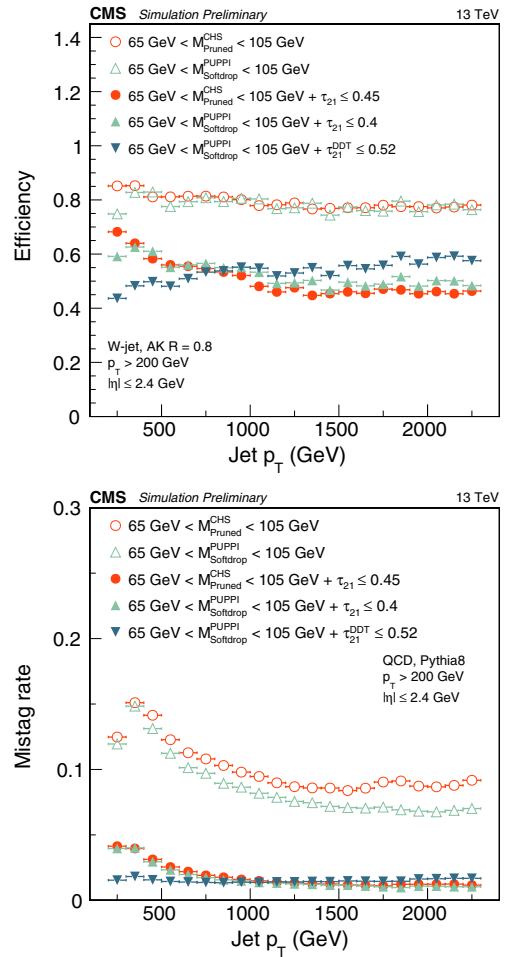 CMS Simulation Preliminary 13 TeV
65 GeV < M^CHS_Pruned < 105 GeV
65 GeV < M^PUPPI_Softdrop < 105 GeV
65 GeV < M^CHS_Pruned < 105 GeV + τ_21 ≤ 0.45
65 GeV < M^PUPPI_Softdrop < 105 GeV + τ_21 ≤ 0.4
65 GeV < M^PUPPI_Softdrop < 105 GeV + τ^DDT_21 ≤ 0.52
1.4
1.2
1
0.8
0.6
0.4
0.2
0
Efficiency
W-jet, AK R = 0.8
p_T > 200 GeV
|η| ≤ 2.4 GeV
500 1000 1500 2000
Jet p_T (GeV)
CMS Simulation Preliminary 13 TeV
65 GeV < M^CHS_Pruned < 105 GeV
65 GeV < M^PUPPI_Softdrop < 105 GeV
65 GeV < M^CHS_Pruned < 105 GeV + τ_21 ≤ 0.45
65 GeV < M^PUPPI_Softdrop < 105 GeV + τ_21 ≤ 0.4
65 GeV < M^PUPPI_Softdrop < 105 GeV + τ^DDT_21 ≤ 0.52
QCD, Pythia8
p_T > 200 GeV
|η| ≤ 2.4 GeV
0.3
0.2
0.1
0
Mistag rate
500 1000 1500 2000
Jet p_T (GeV)